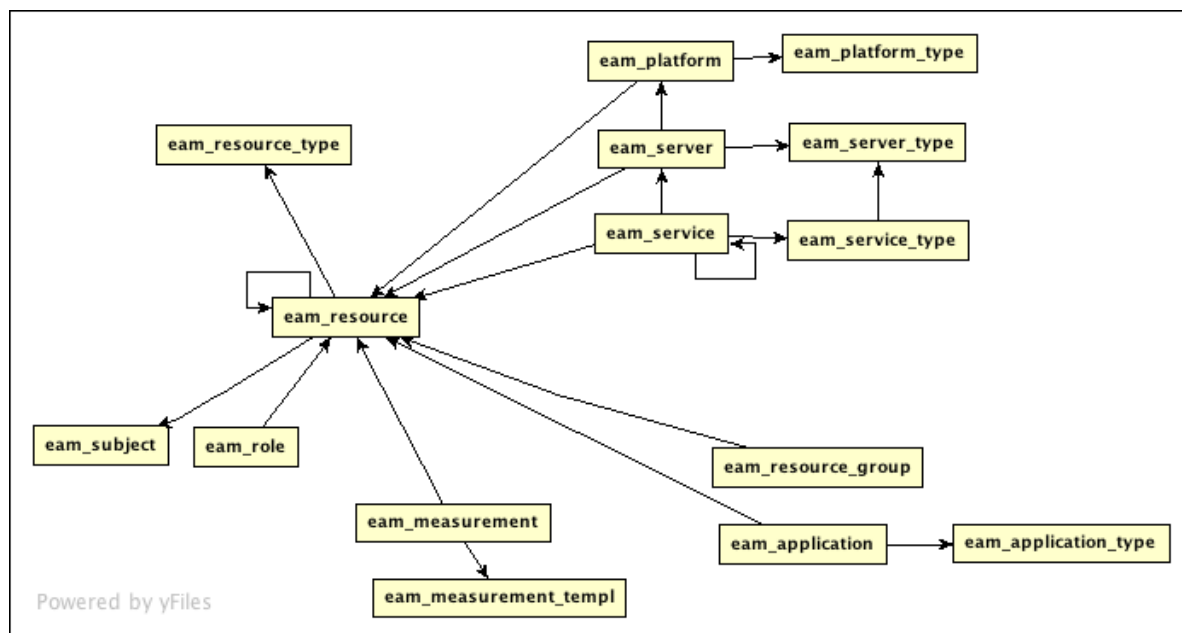 eam_platform
eam_platform_type
eam_resource_type
eam_server
eam_server_type
eam_service
eam_service_type
eam_resource
eam_subject
eam_role
eam_resource_group
eam_measurement
eam_application
eam_application_type
eam_measurement_templ
Powered by yFiles